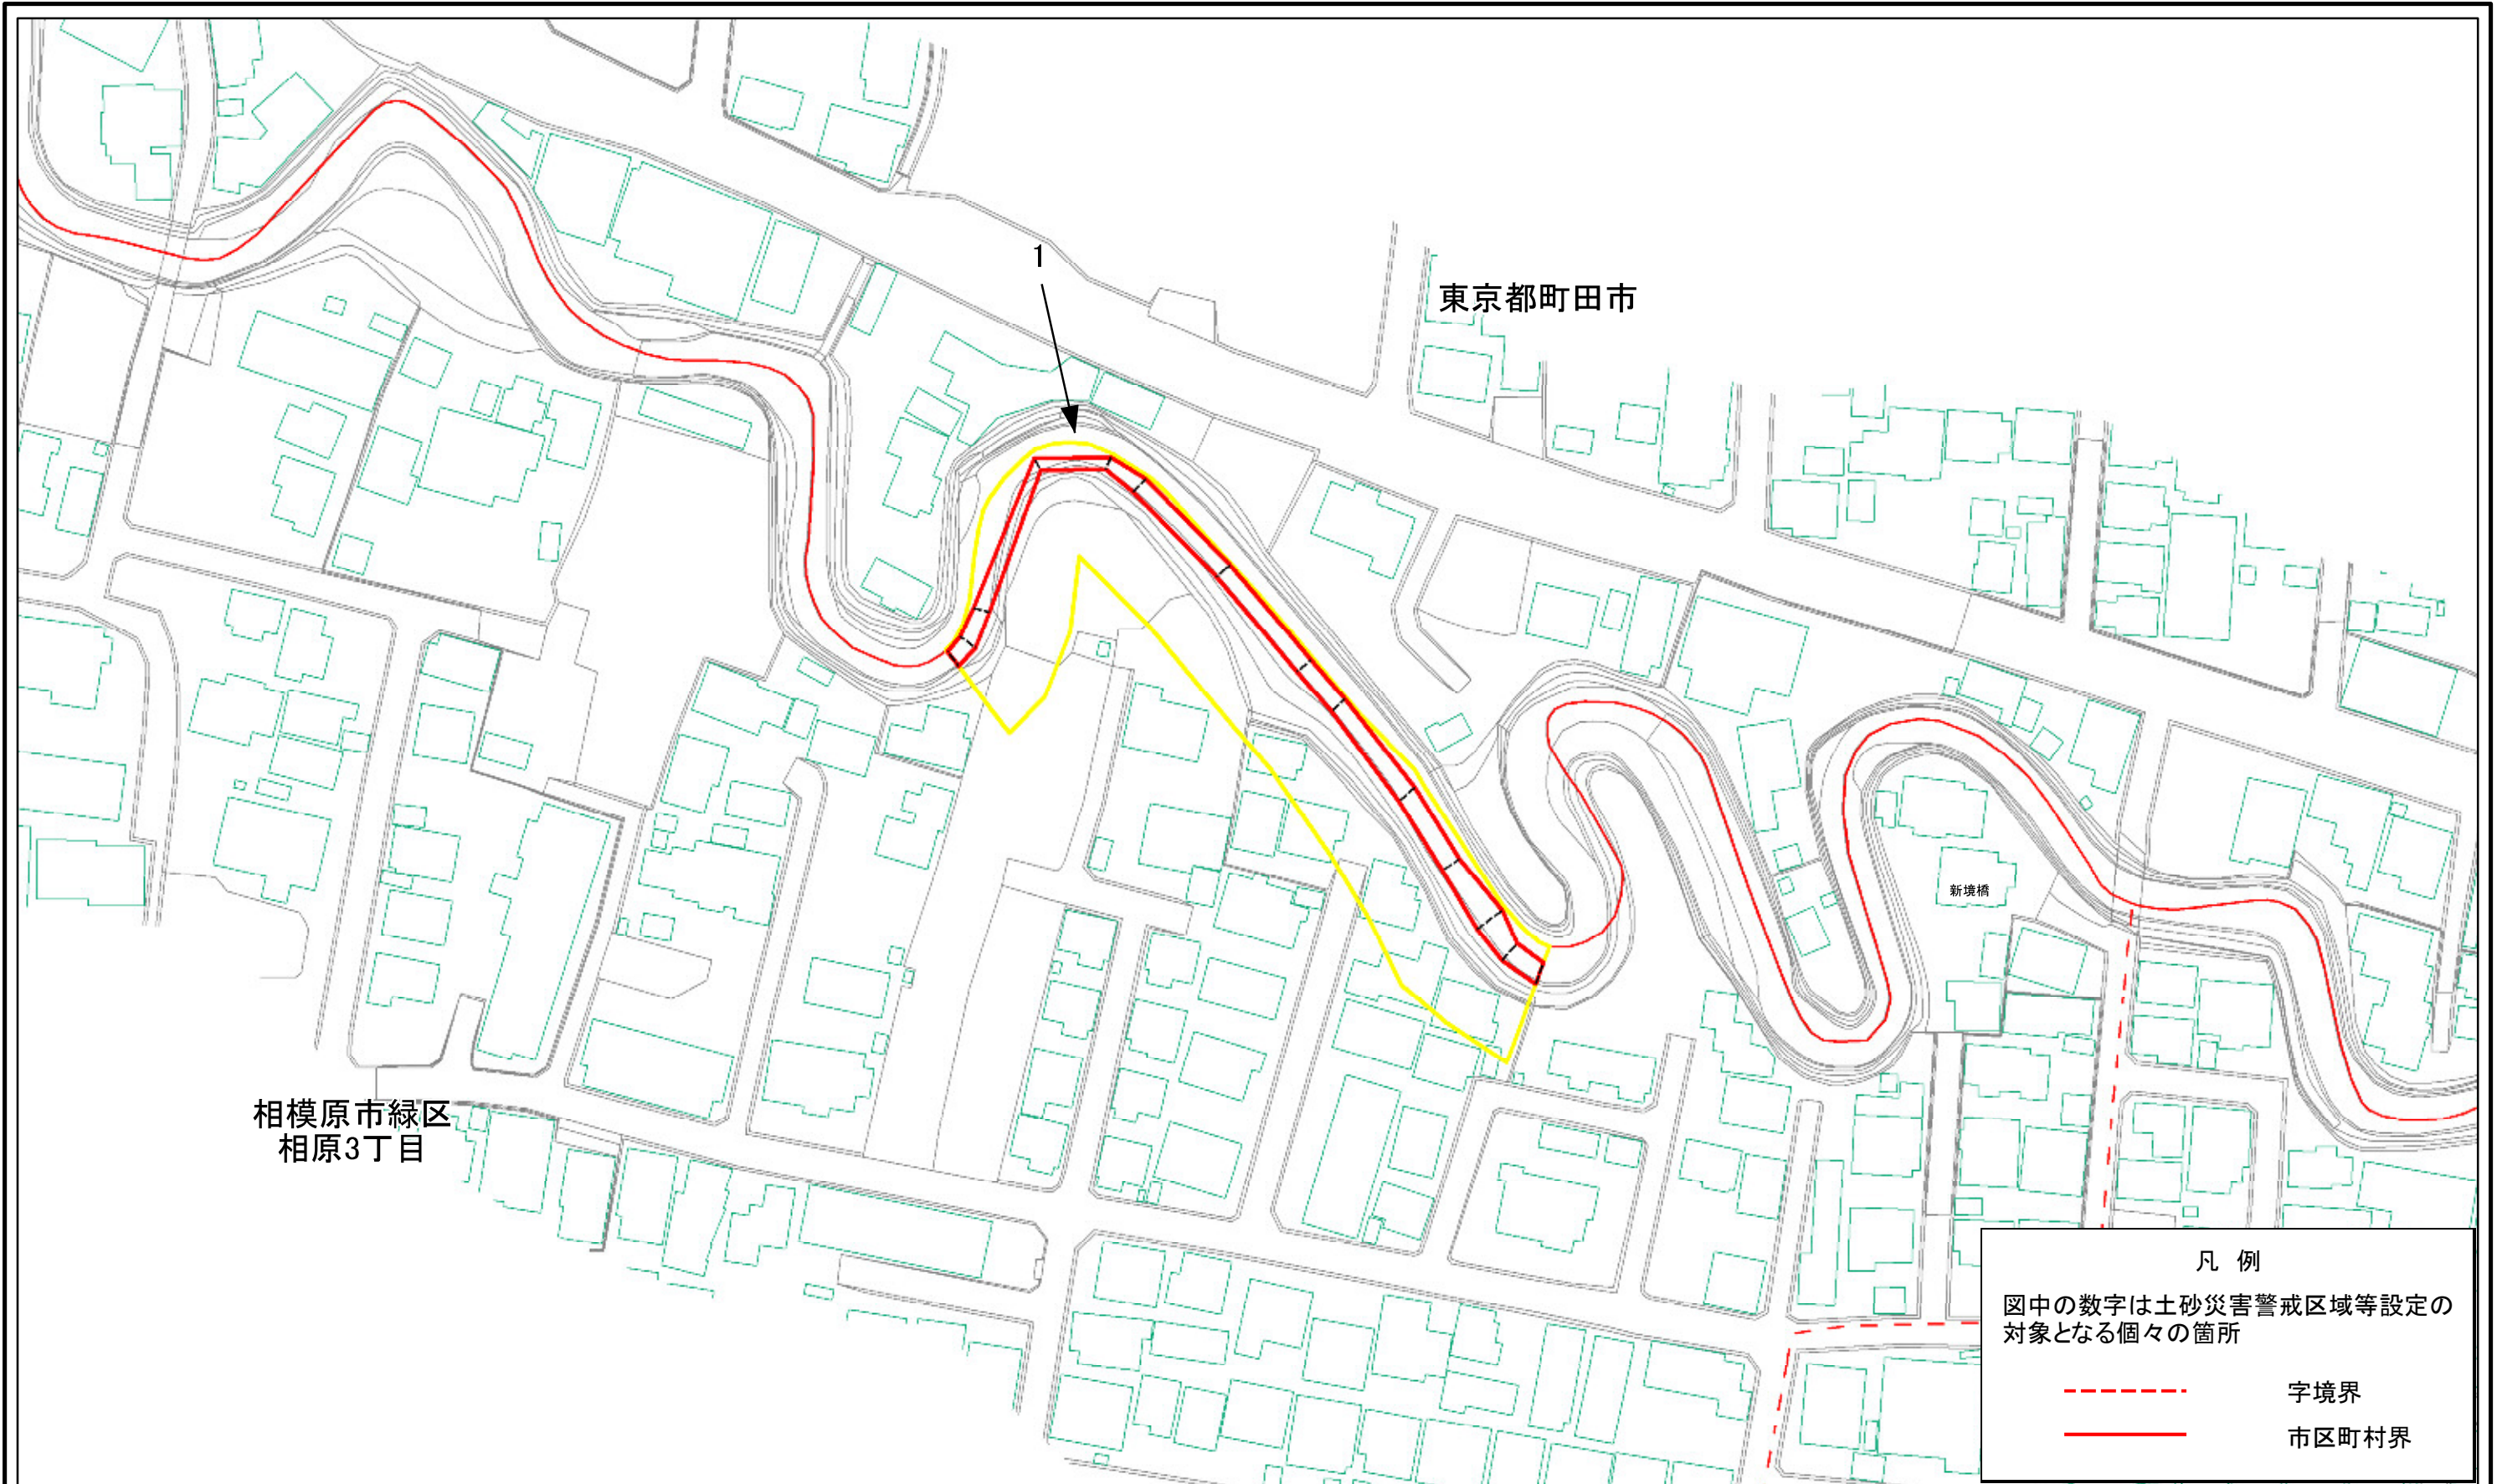 1
東京都町田市
新境橋
相模原市緑区
相原3丁目
凡 例
図中の数字は土砂災害警戒区域等設定の
対象となる個々の箇所
字境界
市区町村界